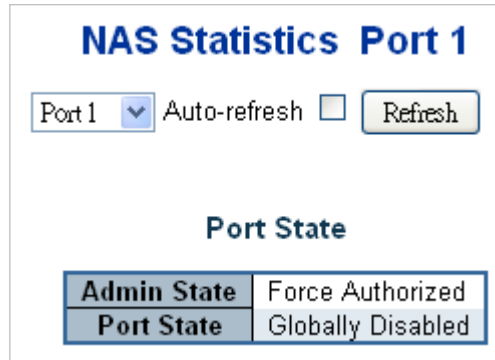 NAS Statistics Port 1
Port 1 Auto-refresh Refresh
Port State
Admin State Force Authorized
Port State Globally Disabled